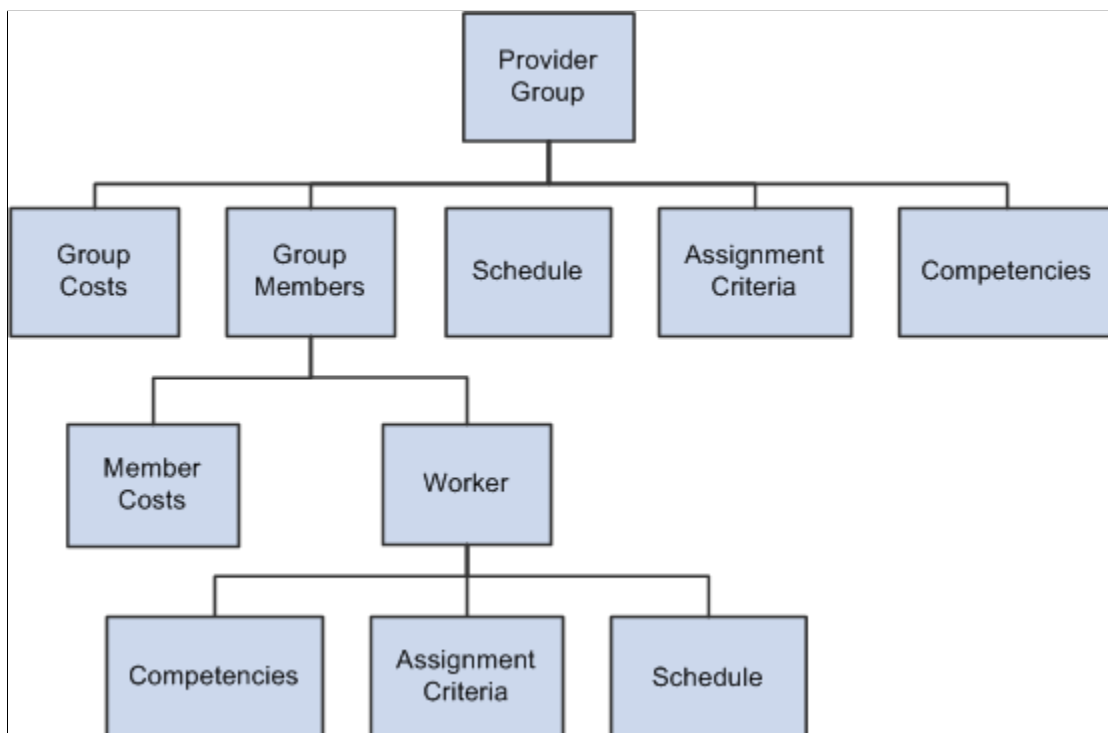 Provider
Group
Group
Costs
Group
Members
Schedule
Assignment
Criteria
Competencies
Member
Costs
Worker
Competencies
Assignment
Criteria
Schedule